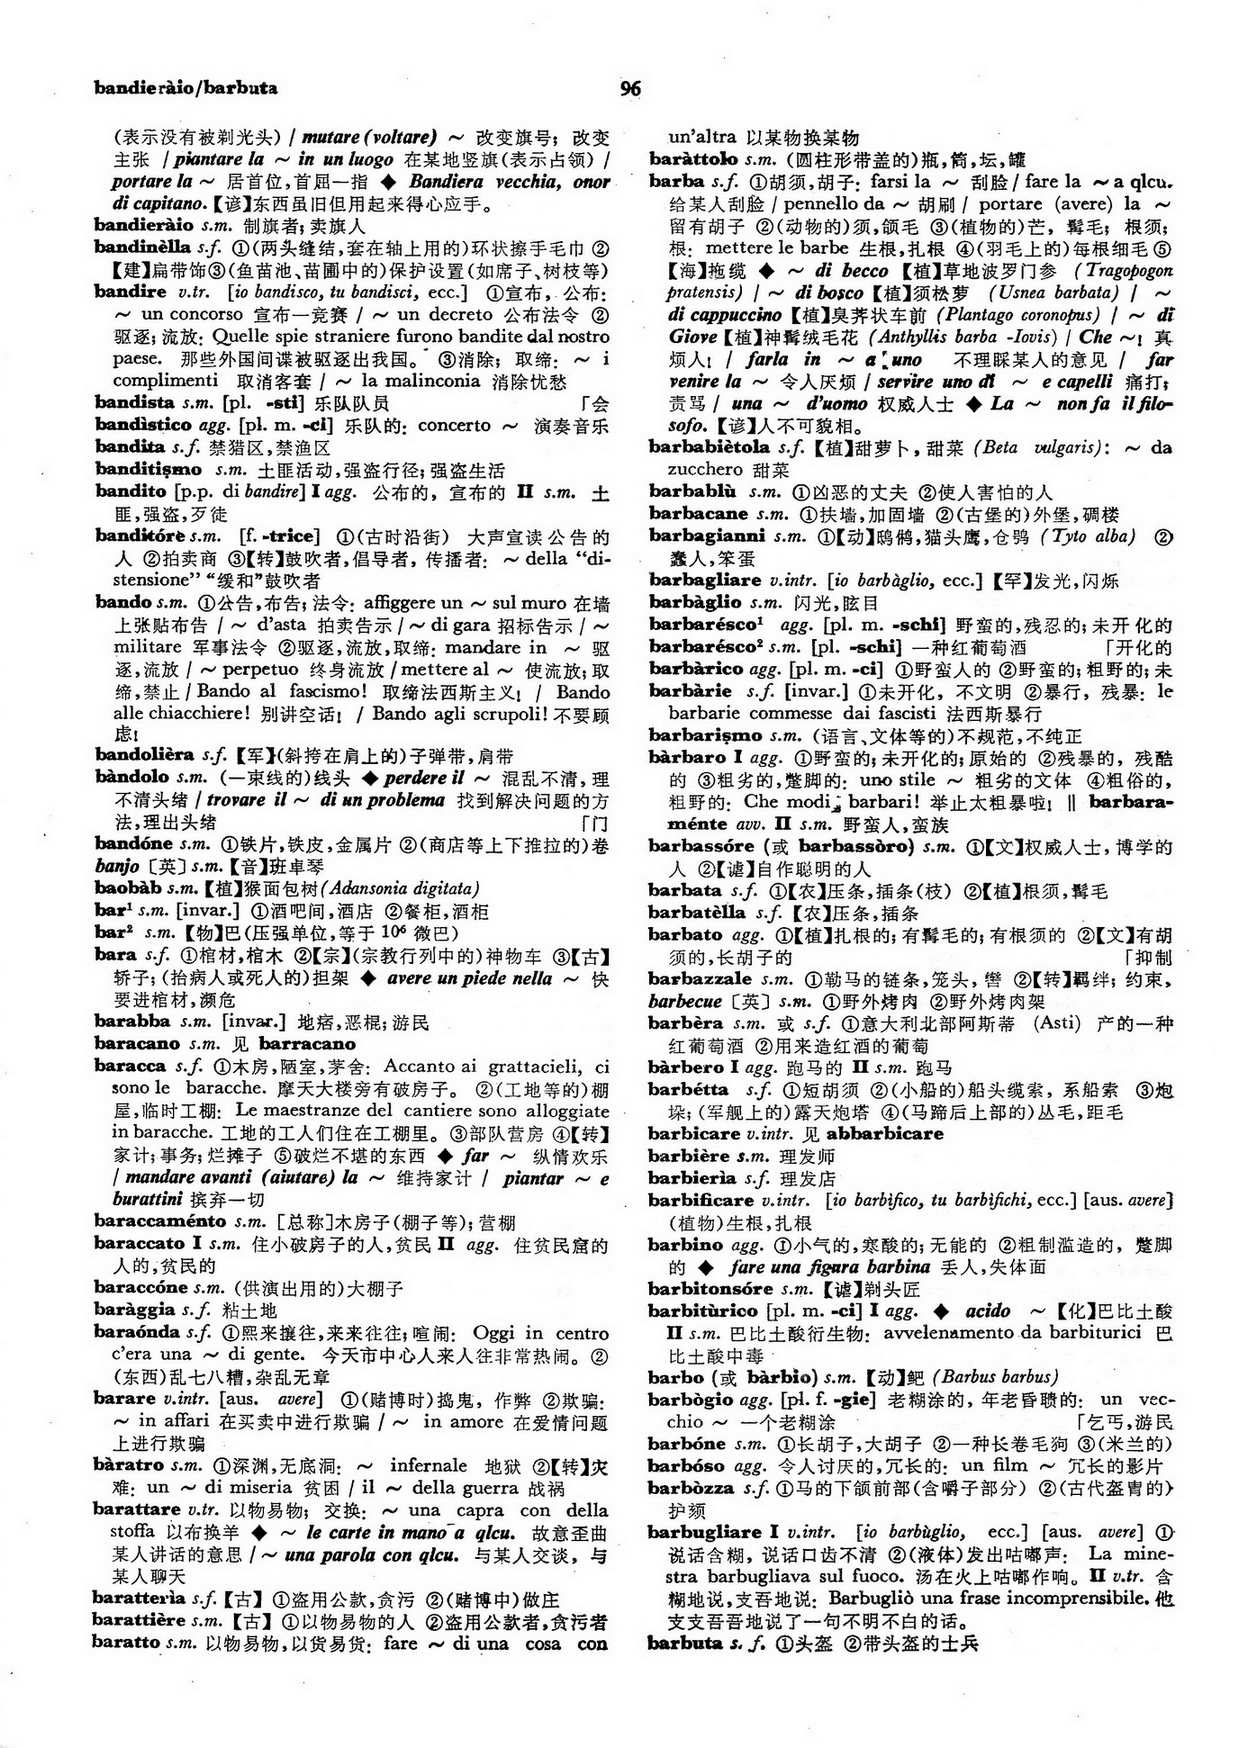 bandieràio/barbuta
96
(表示没有被剃光头) / mutare (voltare) ～ 改变旗号; 改变
主张 / piantare la ～ in un luogo 在某地竖旗(表示占领) /
portare la ～ 居首位,首屈一指 ◆ Bandiera vecchia, onor
di capitano.【谚】东西虽旧但用起来得心应手。
bandieràio s.m. 制旗者; 卖旗人
bandinèlla s.f. ①(两头缝结,套在轴上用的)环状擦手毛巾 ②
【建】扁带饰③(鱼苗池、苗圃中的)保护设置(如席子、树枝等)
bandire v.tr. [io bandisco, tu bandisci, ecc.] ①宣布, 公布:
～ un concorso 宣布一竞赛 / ～ un decreto 公布法令 ②
驱逐; 流放: Quelle spie straniere furono bandite dal nostro
paese. 那些外国间谍被驱逐出我国。 ③消除; 取缔: ～ i
complimenti 取消客套 / ～ la malinconia 消除忧愁
bandista s.m. [pl. -sti] 乐队队员 「会
bandìstico agg. [pl. m. -ci] 乐队的: concerto ～ 演奏音乐
bandita s.f. 禁猎区,禁渔区
banditismo s.m. 土匪活动,强盗行径; 强盗生活
bandito [p.p. di bandire] I agg. 公布的, 宣布的 II s.m. 土
匪,强盗,歹徒
banditóre s.m. [f. -trice] ①(古时沿街) 大声宣读公告的
人 ②拍卖商 ③【转】鼓吹者,倡导者, 传播者: ～ della “di-
stensione” “缓和”鼓吹者
bando s.m. ①公告,布告; 法令: affiggere un ～ sul muro 在墙
上张贴布告 / ～ d'asta 拍卖告示 / ～ di gara 招标告示 / ～
militare 军事法令 ②驱逐,流放,取缔: mandare in ～ 驱
逐,流放 / ～ perpetuo 终身流放 / mettere al ～ 使流放; 取
缔,禁止 / Bando al fascismo! 取缔法西斯主义! / Bando
alle chiacchiere! 别讲空话! / Bando agli scrupoli! 不要顾
虑!
bandolièra s.f. 【军】(斜挎在肩上的)子弹带,肩带
bàndolo s.m. (一束线的)线头 ◆ perdere il ～ 混乱不清, 理
不清头绪 / trovare il ～ di un problema 找到解决问题的方
法,理出头绪 「门
bandóne s.m. ①铁片,铁皮,金属片 ②(商店等上下推拉的)卷
banjo〔英〕s.m.【音】班卓琴
baobàb s.m.【植】猴面包树(Adansonia digitata)
bar¹ s.m. [invar.] ①酒吧间,酒店 ②餐柜,酒柜
bar² s.m. 【物】巴(压强单位,等于 10⁶ 微巴)
bara s.f. ①棺材,棺木 ②【宗】(宗教行列中的)神物车 ③【古】
轿子; (抬病人或死人的)担架 ◆ avere un piede nella ～ 快
要进棺材,濒危
barabba s.m. [invar.] 地痞,恶棍; 游民
baracano s.m. 见 barracano
baracca s.f. ①木房,陋室,茅舍: Accanto ai grattacieli, ci
sono le baracche. 摩天大楼旁有破房子。 ②(工地等的)棚
屋,临时工棚: Le maestranze del cantiere sono alloggiate
in baracche. 工地的工人们住在工棚里。③部队营房 ④【转】
家计; 事务; 烂摊子 ⑤破烂不堪的东西 ◆ far ～ 纵情欢乐
/ mandare avanti (aiutare) la ～ 维持家计 / piantar ～ e
burattini 摈弃一切
baraccaménto s.m. [总称]木房子(棚子等); 营棚
baraccato I s.m. 住小破房子的人,贫民 II agg. 住贫民窟的
人的,贫民的
baraccóne s.m. (供演出用的)大棚子
baràggia s.f. 粘土地
baraónda s.f. ①熙来攘往,来来往往; 喧闹: Oggi in centro
c'era una ～ di gente. 今天市中心人来人往非常热闹。②
(东西)乱七八糟,杂乱无章
barare v.intr. [aus. avere] ①(赌博时)捣鬼, 作弊 ②欺骗:
～ in affari 在买卖中进行欺骗 / ～ in amore 在爱情问题
上进行欺骗
bàratro s.m. ①深渊,无底洞: ～ infernale 地狱 ②【转】灾
难: un ～ di miseria 贫困 / il ～ della guerra 战祸
barattare v.tr. 以物易物; 交换: ～ una capra con della
stoffa 以布换羊 ◆ ～ le carte in mano a qlcu. 故意歪曲
某人讲话的意思 / ～ una parola con qlcu. 与某人交谈, 与
某人聊天
baratteria s.f.【古】 ①盗用公款,贪污 ②(赌博中)做庄
barattière s.m. 【古】 ①以物易物的人 ②盗用公款者,贪污者
baratto s.m. 以物易物,以货易货: fare ～ di una cosa con
un'altra 以某物换某物
baràttolo s.m. (圆柱形带盖的)瓶,筒,坛,罐
barba s.f. ①胡须,胡子: farsi la ～ 刮脸 / fare la ～ a qlcu.
给某人刮脸 / pennello da ～ 胡刷 / portare (avere) la ～
留有胡子 ②(动物的)须,颌毛 ③(植物的)芒, 髯毛; 根须;
根: mettere le barbe 生根,扎根 ④(羽毛上的)每根细毛 ⑤
【海】拖缆 ◆ ～ di becco 【植】草地波罗门参 (Tragopogon
pratensis) / ～ di bosco 【植】须松萝 (Usnea barbata) / ～
di cappuccino 【植】臭荠状车前 (Plantago coronopus) / ～ di
Giove【植】神髯绒毛花 (Anthyllis barba -Iovis) / Che ～! 真
烦人! / farla in ～ a uno 不理睬某人的意见 / far
venire la ～ 令人厌烦 / servire uno di ～ e capelli 痛打;
责骂 / una ～ d'uomo 权威人士 ◆ La ～ non fa il filo-
sofo.【谚】人不可貌相。
barbabiètola s.f.【植】甜萝卜, 甜菜 (Beta vulgaris): ～ da
zucchero 甜菜
barbablù s.m. ①凶恶的丈夫 ②使人害怕的人
barbacane s.m. ①扶墙,加固墙 ②(古堡的)外堡,碉楼
barbagianni s.m. ①【动】鸱鸺,猫头鹰,仓鸮 (Tyto alba) ②
蠢人,笨蛋
barbagliare v.intr. [io barbàglio, ecc.]【罕】发光,闪烁
barbàglio s.m. 闪光,眩目
barbarésco¹ agg. [pl. m. -schi] 野蛮的,残忍的; 未开化的
barbarésco² s.m. [pl. -schi] 一种红葡萄酒 「开化的
barbàrico agg. [pl. m. -ci] ①野蛮人的 ②野蛮的; 粗野的; 未
barbàrie s.f. [invar.] ①未开化, 不文明 ②暴行, 残暴: le
barbarie commesse dai fascisti 法西斯暴行
barbarismo s.m. (语言、文体等的)不规范,不纯正
bàrbaro I agg. ①野蛮的; 未开化的; 原始的 ②残暴的, 残酷
的 ③粗劣的,蹩脚的: uno stile ～ 粗劣的文体 ④粗俗的,
粗野的: Che modi barbari! 举止太粗暴啦! ‖ barbara-
ménte avv. II s.m. 野蛮人,蛮族
barbassóre (或 barbassòro) s.m. ①【文】权威人士, 博学的
人 ②【谑】自作聪明的人
barbata s.f. ①【农】压条,插条(枝) ②【植】根须,髯毛
barbatèlla s.f. 【农】压条,插条
barbato agg. ①【植】扎根的; 有髯毛的; 有根须的 ②【文】有胡
须的,长胡子的 「抑制
barbazzale s.m. ①勒马的链条,笼头, 辔 ②【转】羁绊; 约束,
barbecue〔英〕s.m. ①野外烤肉 ②野外烤肉架
barbèra s.m. 或 s.f. ①意大利北部阿斯蒂 (Asti) 产的一种
红葡萄酒 ②用来造红酒的葡萄
bàrbero I agg. 跑马的 II s.m. 跑马
barbétta s.f. ①短胡须 ②(小船的)船头缆索, 系船索 ③炮
垛; (军舰上的)露天炮塔 ④(马蹄后上部的)丛毛,距毛
barbicare v.intr. 见 abbarbicare
barbière s.m. 理发师
barbieria s.f. 理发店
barbificare v.intr. [io barbìfico, tu barbìfichi, ecc.] [aus. avere]
(植物)生根,扎根
barbino agg. ①小气的,寒酸的; 无能的 ②粗制滥造的, 蹩脚
的 ◆ fare una figura barbina 丢人,失体面
barbitonsóre s.m. 【谑】剃头匠
barbitùrico [pl. m. -ci] I agg. ◆ acido ～【化】巴比土酸
II s.m. 巴比土酸衍生物: avvelenamento da barbiturici 巴
比土酸中毒
barbo (或 bàrbio) s.m. 【动】鲃 (Barbus barbus)
barbògio agg. [pl. f. -gie] 老糊涂的, 年老昏聩的: un vec-
chio ～ 一个老糊涂 「乞丐,游民
barbóne s.m. ①长胡子,大胡子 ②一种长卷毛狗 ③(米兰的)
barbóso agg. 令人讨厌的,冗长的: un film ～ 冗长的影片
barbòzza s.f. ①马的下颌前部(含嚼子部分) ②(古代盔胄的)
护颏
barbugliare I v.intr. [io barbùglio, ecc.] [aus. avere] ①
说话含糊, 说话口齿不清 ②(液体)发出咕嘟声: La mine-
stra barbugliava sul fuoco. 汤在火上咕嘟作响。II v.tr. 含
糊地说,支吾地说: Barbugliò una frase incomprensibile. 他
支支吾吾地说了一句不明不白的话。
barbuta s. f. ①头盔 ②带头盔的士兵